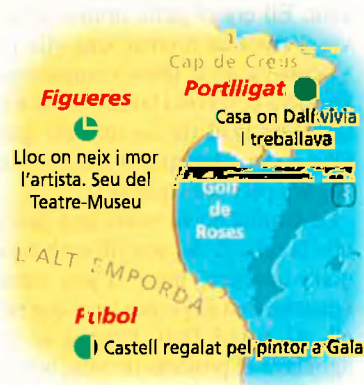 Cap de Creus
Portlligat
Figueres
Casa on Dalí vivia
i treballava
Lloc on neix i mor
l'artista. Seu del
Teatre-Museu
Golf
de
Roses
L'ALT EMPORDÀ
Púbol
Castell regalat pel pintor a Gala